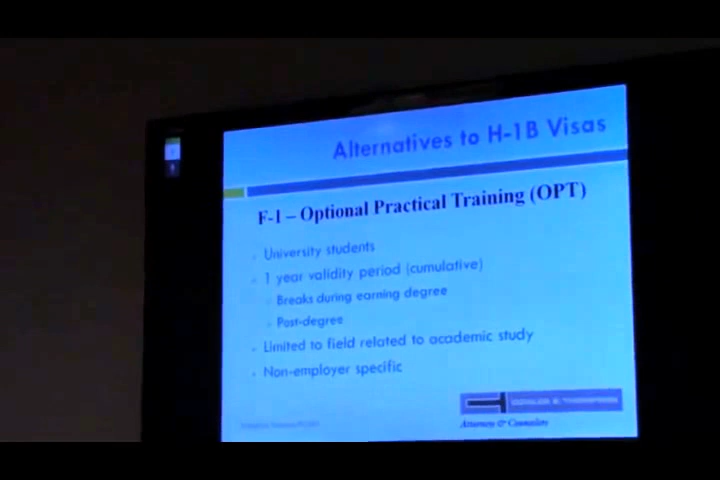 Alternatives to H-1B Visas
F-1 – Optional Practical Training (OPT)
University students
1 year validity period (cumulative)
Breaks during earning degree
Post-degree
Limited to field related to academic study
Non-employer specific
Attorneys & Counselors